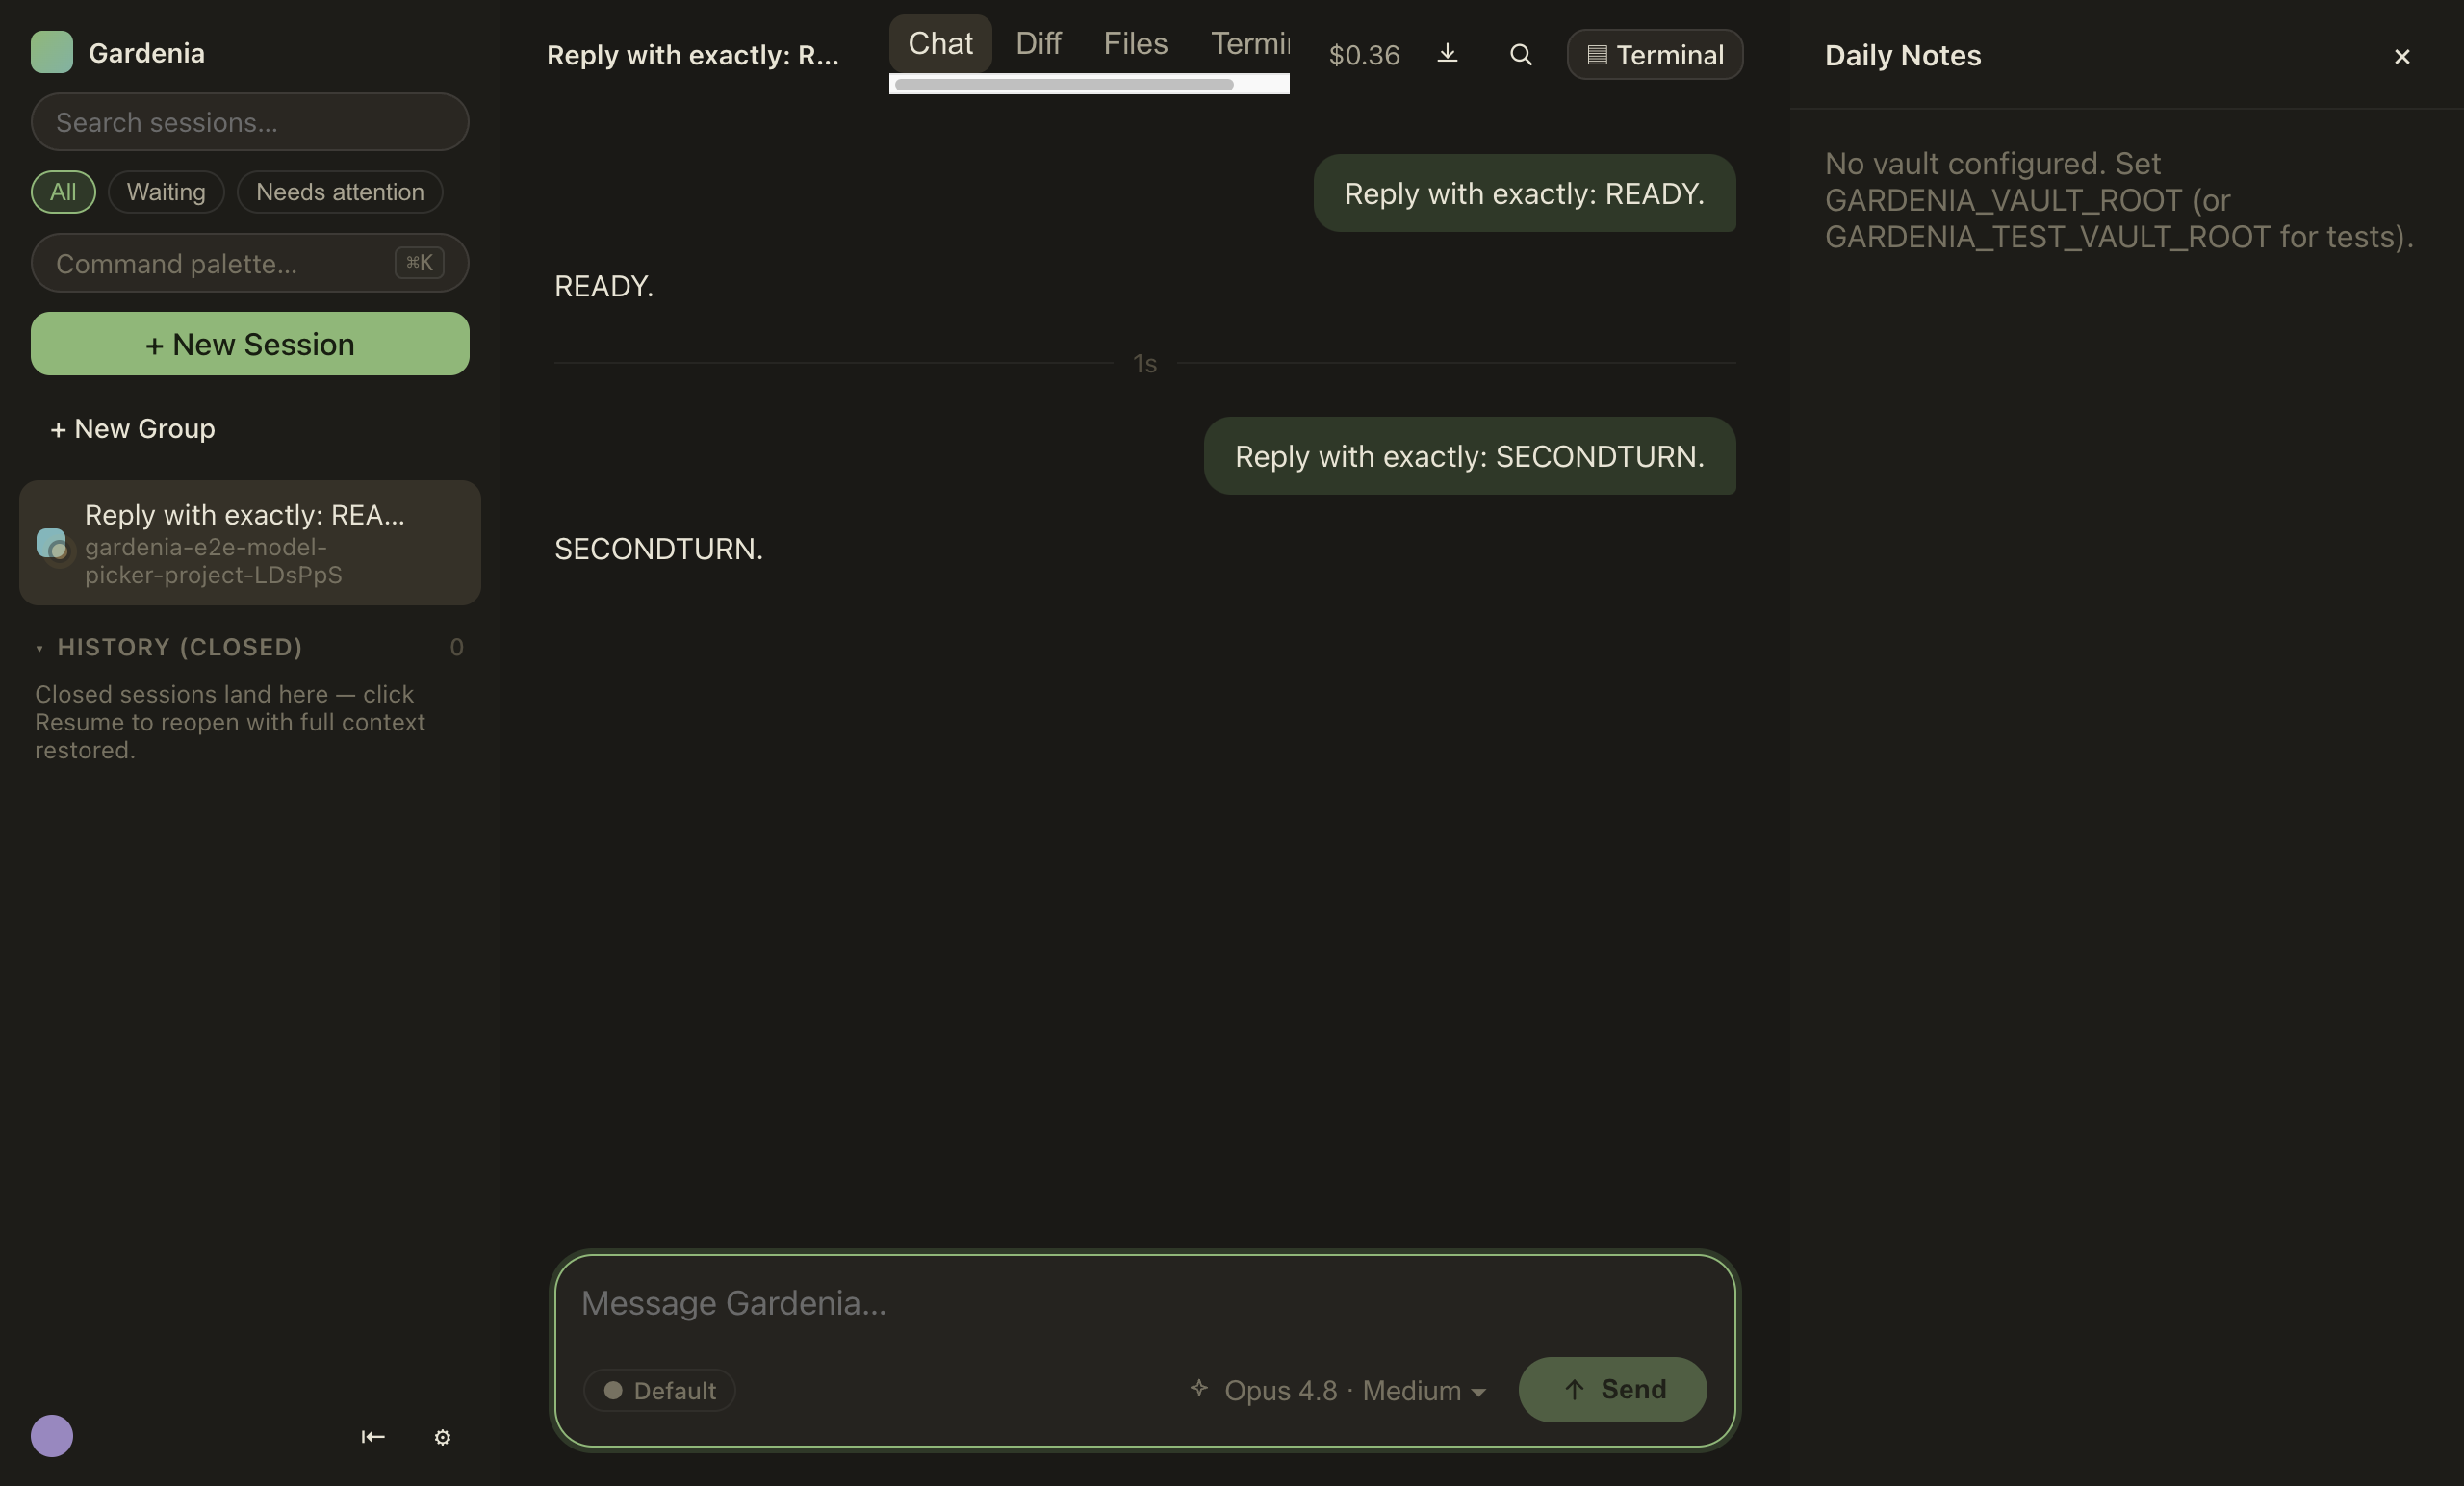 Gardenia
Search sessions...
All
Waiting
Needs attention
Command palette...
⌘K
+ New Session
+ New Group
Reply with exactly: REA...
gardenia-e2e-model-
picker-project-LDsPpS
HISTORY (CLOSED)
0
Closed sessions land here — click
Resume to reopen with full context
restored.
Reply with exactly: R...
Chat
Diff
Files
Termin
$0.36
Terminal
Reply with exactly: READY.
READY.
1s
Reply with exactly: SECONDTURN.
SECONDTURN.
Message Gardenia...
Default
Opus 4.8 · Medium
Send
Daily Notes
No vault configured. Set
GARDENIA_VAULT_ROOT (or
GARDENIA_TEST_VAULT_ROOT for tests).